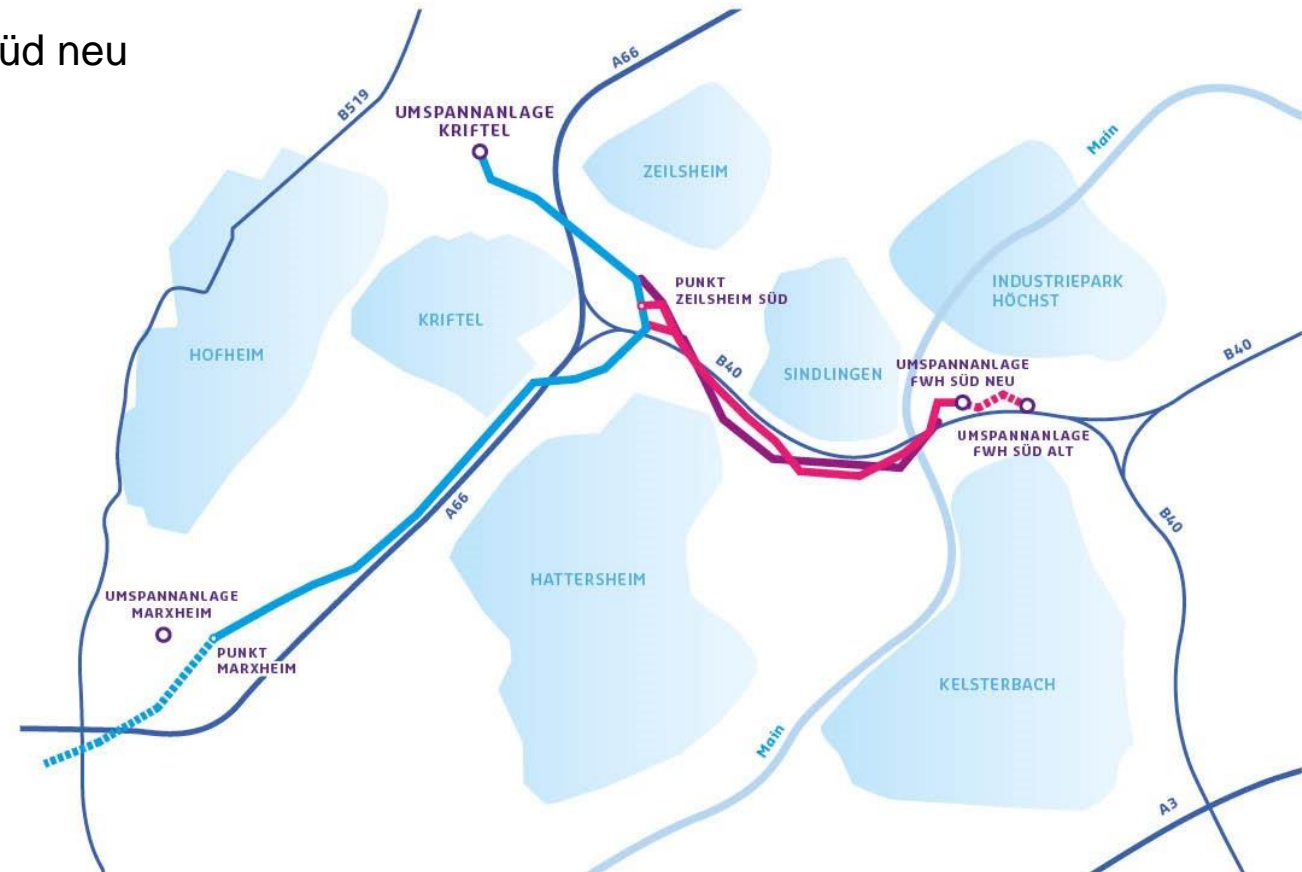 üd neu
A66
B519
UMSPANNANLAGE
KRIFTEL
Main
ZEILSHEIM
PUNKT
ZEILSHEIM SÜD
INDUSTRIEPARK
HÖCHST
KRIFTEL
HOFHEIM
B40
B40
SINDLINGEN
UMSPANNANLAGE
FWH SÜD NEU
UMSPANNANLAGE
FWH SÜD ALT
A66
B40
HATTERSHEIM
UMSPANNANLAGE
MARXHEIM
PUNKT
MARXHEIM
KELSTERBACH
Main
A3